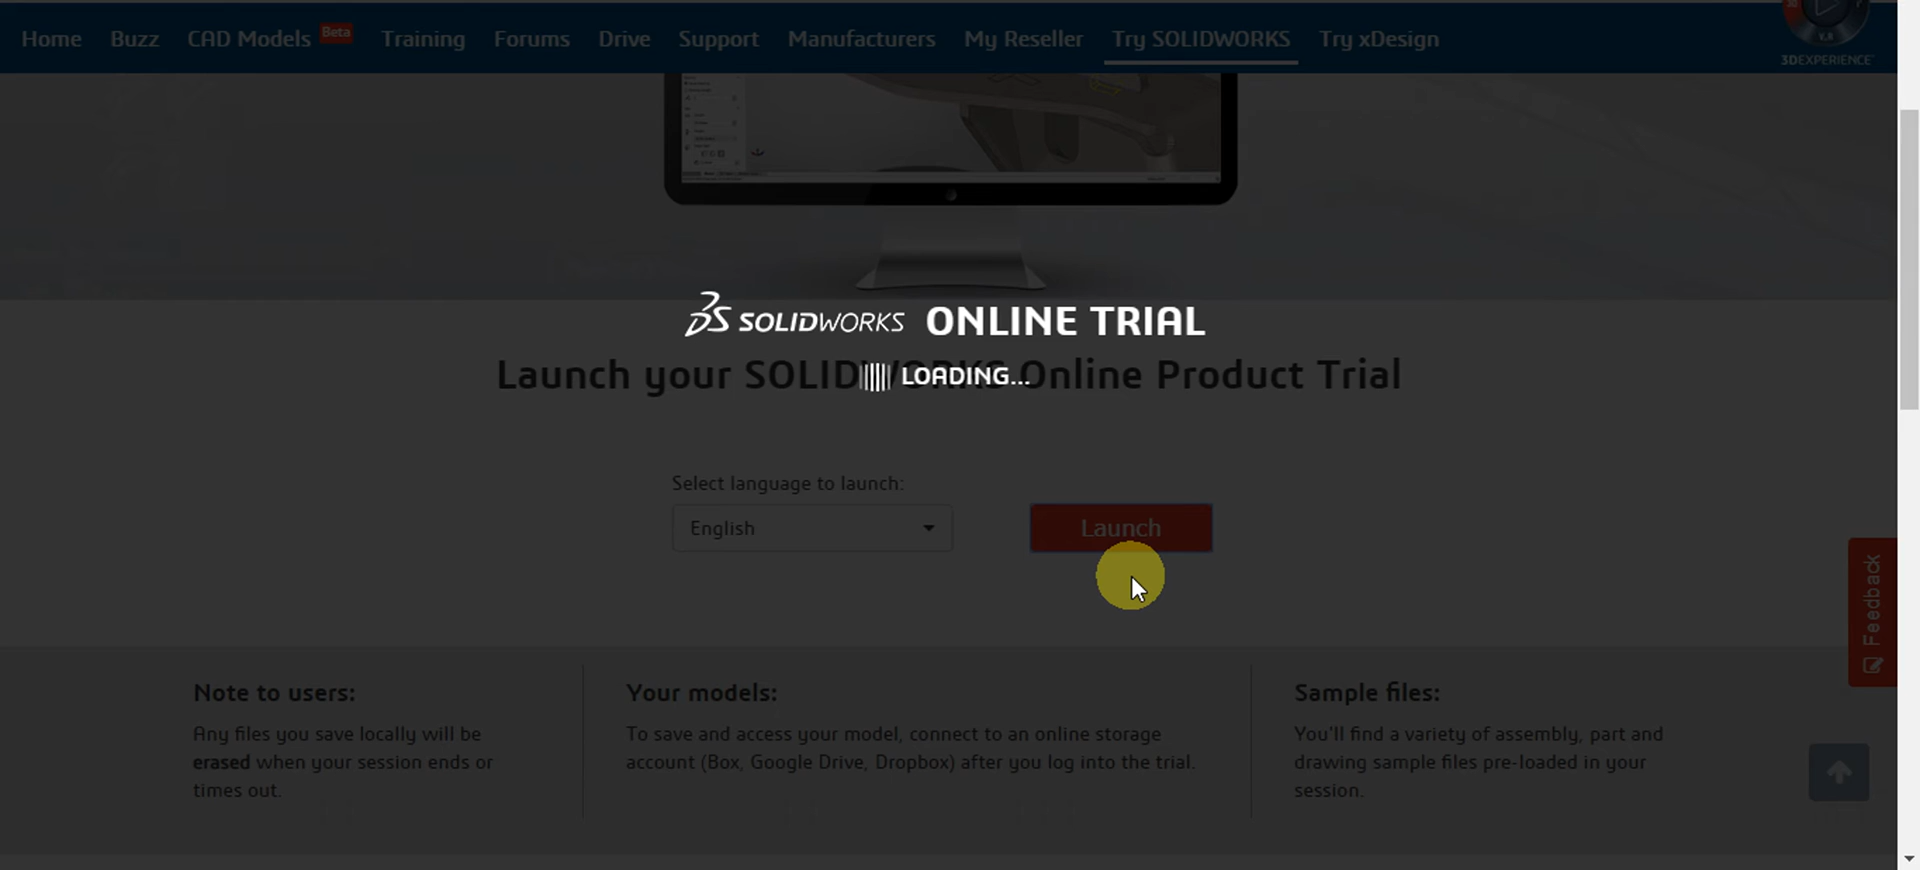 Home Buzz CAD Models Beta Training Forums Drive Support Manufacturers My Reseller Try SOLIDWORKS Try xDesign
3DEXPERIENCE
SOLIDWORKS ONLINE TRIAL
LOADING...
Launch your SOLIDWORKS Online Product Trial
Select language to launch:
English
Launch
Feedback
Note to users:
Any files you save locally will be
erased when your session ends or
times out.
Your models:
To save and access your model, connect to an online storage
account (Box, Google Drive, Dropbox) after you log into the trial.
Sample files:
You'll find a variety of assembly, part and
drawing sample files pre-loaded in your
session.